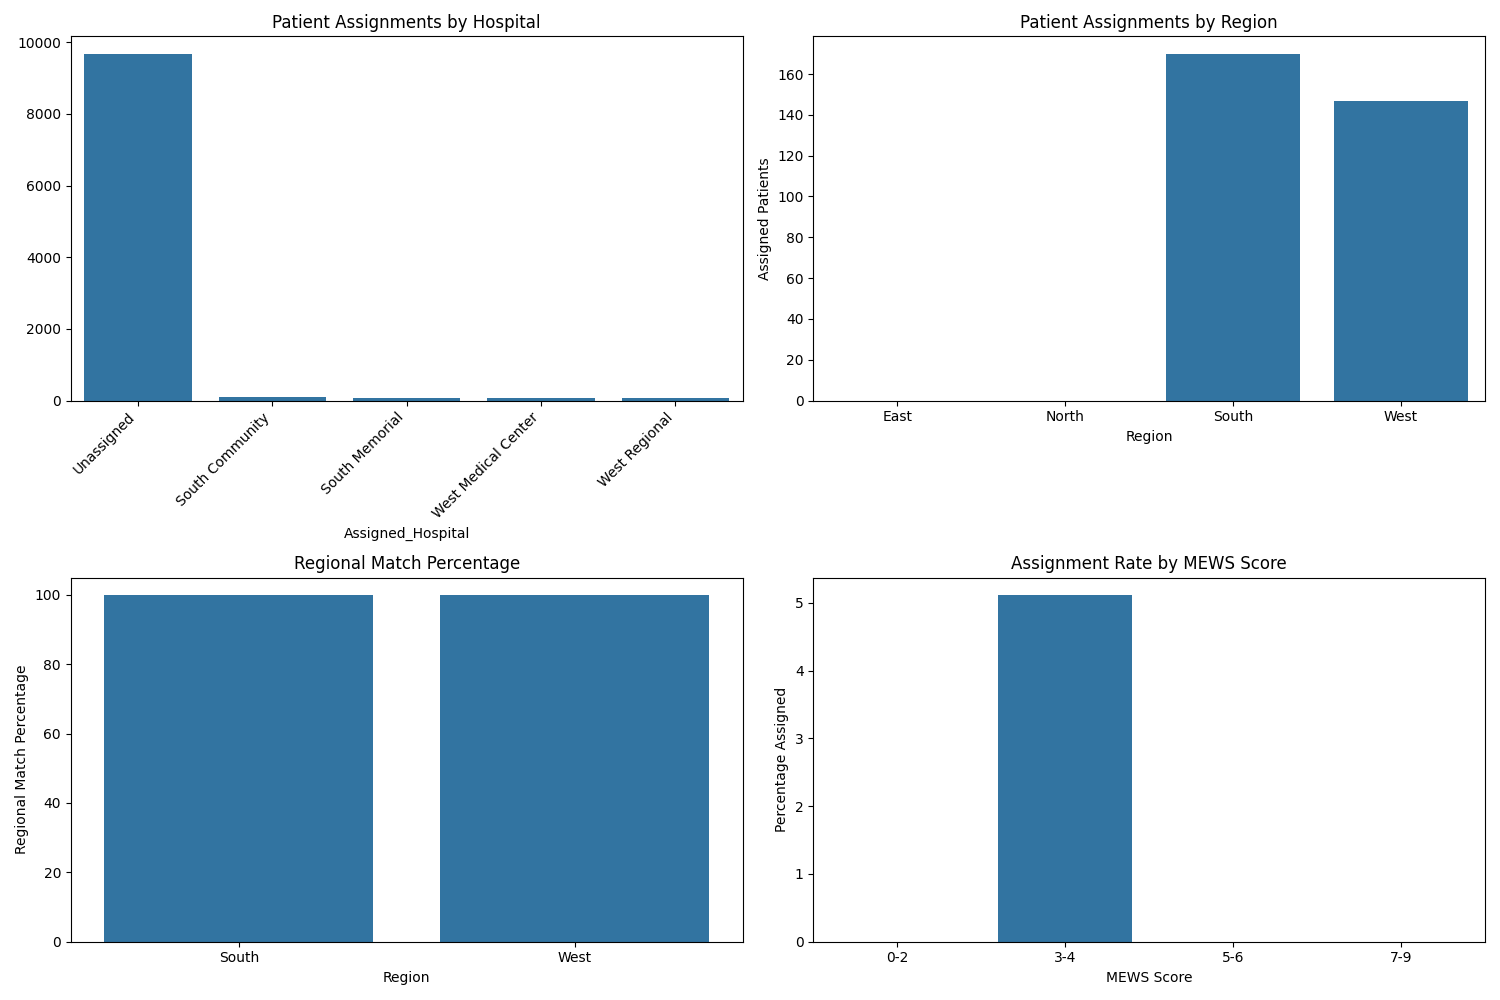 Patient Assignments by Hospital
10000
8000
6000
4000
2000
0
Unassigned
South Community
South Memorial
West Medical Center
West Regional
Assigned_Hospital
Patient Assignments by Region
Assigned Patients
160
140
120
100
80
60
40
20
0
East
North
South
West
Region
Regional Match Percentage
Regional Match Percentage
100
80
60
40
20
0
South
West
Region
Assignment Rate by MEWS Score
Percentage Assigned
5
4
3
2
1
0
0-2
3-4
5-6
7-9
MEWS Score